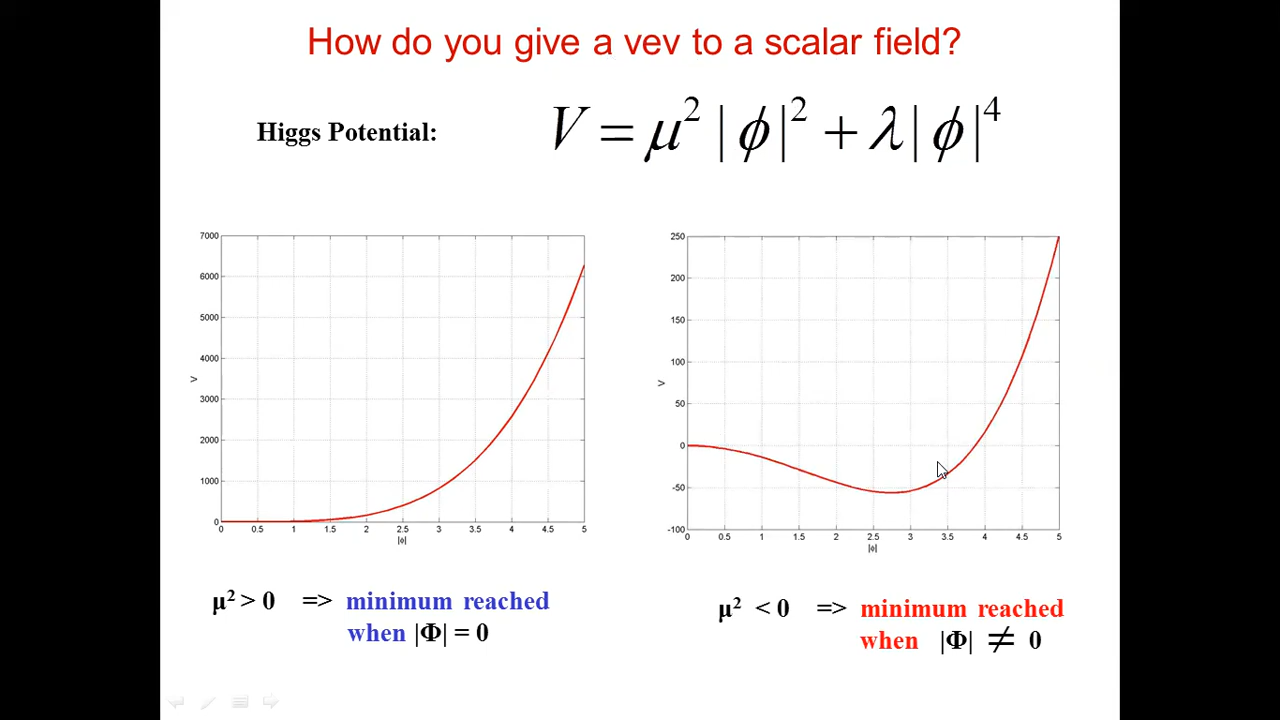 How do you give a vev to a scalar field?
Higgs Potential:
V = μ² | ϕ |² + λ | ϕ |⁴
7000
6000
5000
4000
3000
2000
1000
0
V
0 0.5 1 1.5 2 2.5 3 3.5 4 4.5 5
|ϕ|
250
200
150
100
50
0
-50
-100
V
0 0.5 1 1.5 2 2.5 3 3.5 4 4.5 5
|ϕ|
μ² > 0 => minimum reached
when |Φ| = 0
μ² < 0 => minimum reached
when |Φ| ≠ 0